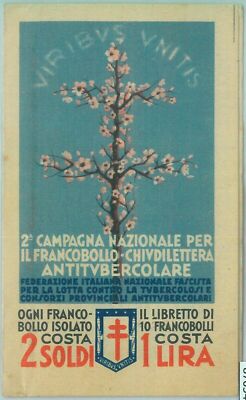 VIRIBVS VNITIS
2ª CAMPAGNA NAZIONALE PER
IL FRANCOBOLLO-CHIVDILETTERA
ANTITVBERCOLARE
FEDERAZIONE ITALIANA NAZIONALE FASCISTA
PER LA LOTTA CONTRO LA TVBERCOLOSI E
CONSORZI PROVINCIALI ANTITVBERCOLARI
OGNI FRANCO-
BOLLO ISOLATO
COSTA
2 SOLDI
VIRIBVS VNITIS
IL LIBRETTO DI
10 FRANCOBOLLI
COSTA
1 LIRA